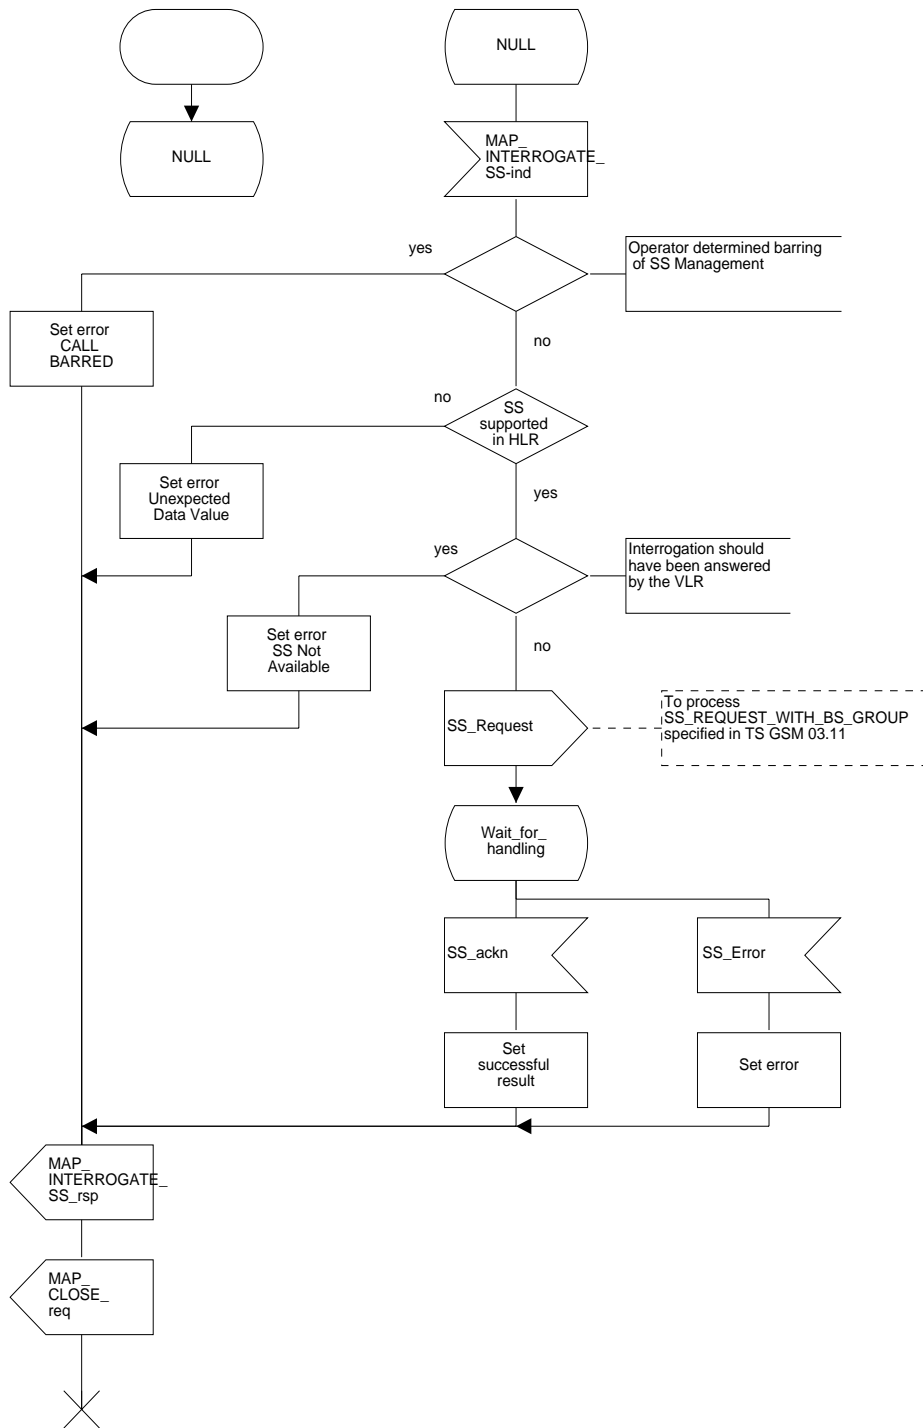 NULL
NULL
MAP_
INTERROGATE_
SS-ind
yes
Operator determined barring
of SS Management
Set error
CALL
BARRED
no
no
SS
supported
in HLR
Set error
Unexpected
Data Value
yes
yes
Interrogation should
have been answered
by the VLR
Set error
SS Not
Available
no
SS_Request
To process
SS_REQUEST_WITH_BS_GROUP
specified in TS GSM 03.11
Wait_for_
handling
SS_ackn
SS_Error
Set
successful
result
Set error
MAP_
INTERROGATE_
SS_rsp
MAP_
CLOSE_
req